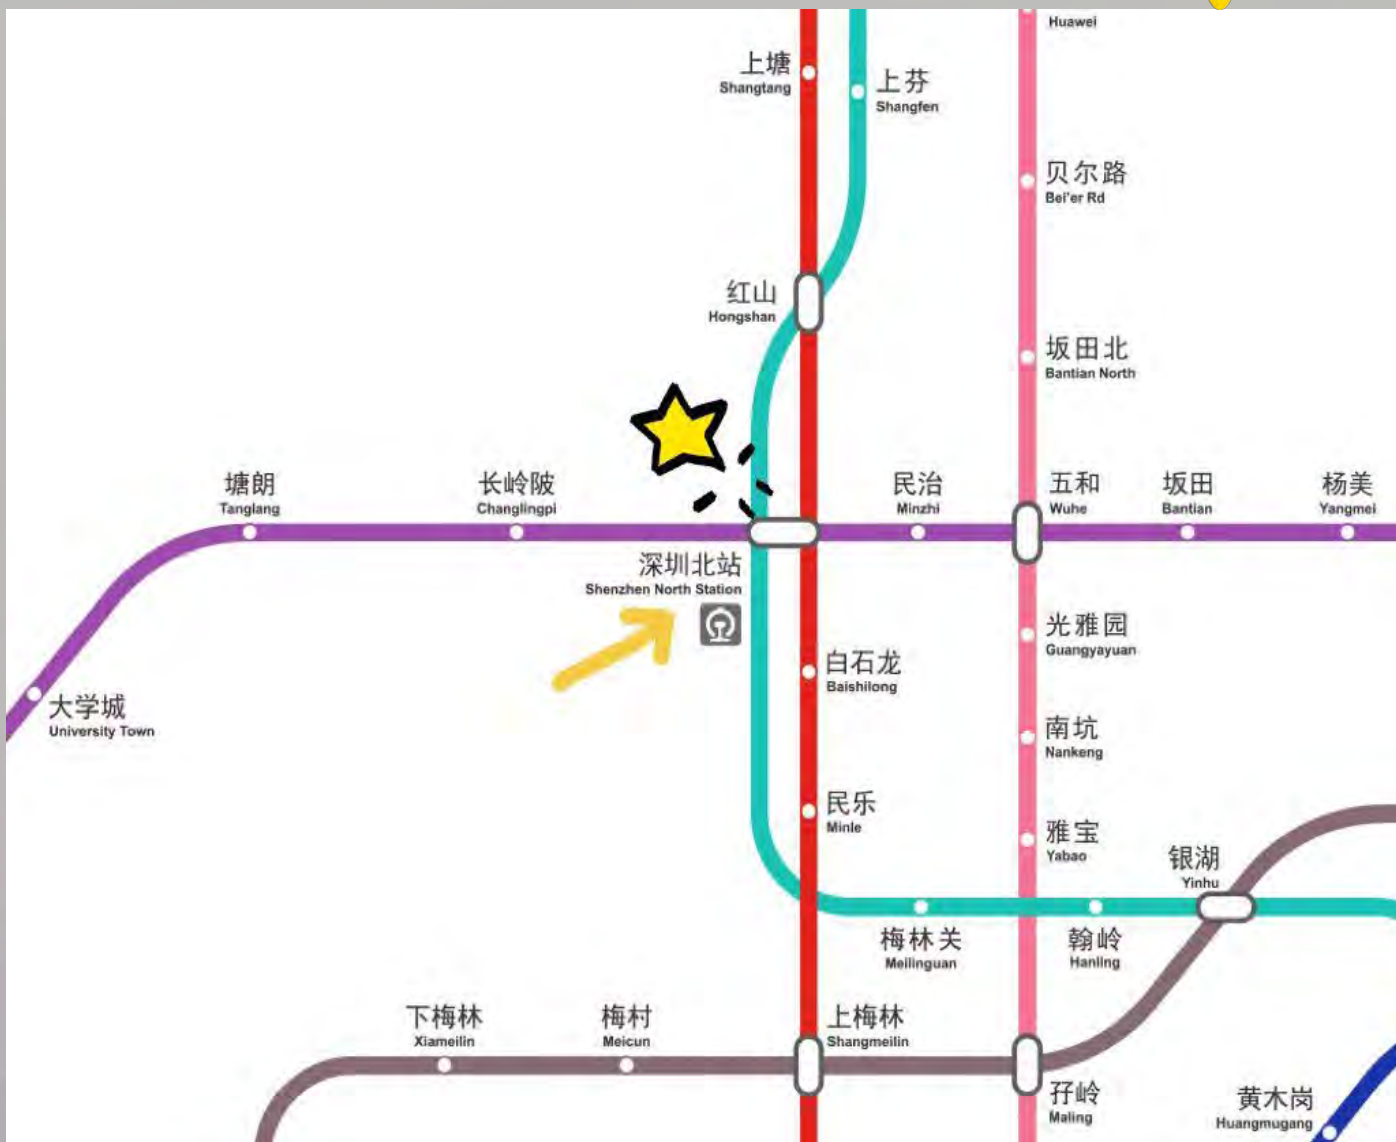 Huawei
上塘
Shangtang
上芬
Shangfen
贝尔路
Bei'er Rd
红山
Hongshan
坂田北
Bantian North
塘朗
Tanglang
长岭陂
Changlingpi
民治
Minzhi
五和
Wuhe
坂田
Bantian
杨美
Yangmei
深圳北站
Shenzhen North Station
光雅园
Guangyayuan
白石龙
Baishilong
大学城
University Town
南坑
Nankeng
民乐
Minle
雅宝
Yabao
银湖
Yinhu
梅林关
Meilinguan
翰岭
Hanling
下梅林
Xiameilin
梅村
Meicun
上梅林
Shangmeilin
孖岭
Maling
黄木岗
Huangmugang